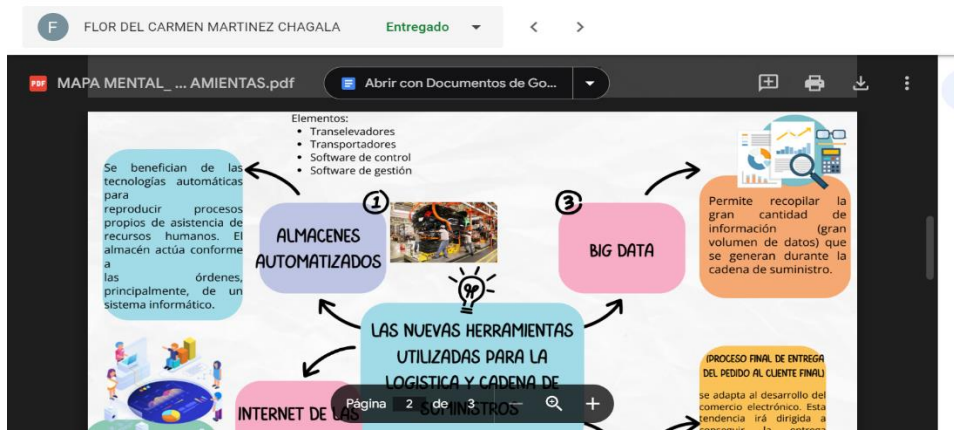 F FLOR DEL CARMEN MARTINEZ CHAGALA Entregado
PDF MAPA MENTAL_ ... AMIENTAS.pdf Abrir con Documentos de Go...
Elementos:
• Transelevadores
• Transportadores
• Software de control
• Software de gestión
Se benefician de las
tecnologías automáticas
para
reproducir procesos
propios de asistencia de
recursos humanos. El
almacén actúa conforme
a
las órdenes,
principalmente, de un
sistema informático.
1
ALMACENES
AUTOMATIZADOS
3
BIG DATA
Permite recopilar la
gran cantidad de
información (gran
volumen de datos) que
se generan durante la
cadena de suministro.
LAS NUEVAS HERRAMIENTAS
UTILIZADAS PARA LA
LOGISTICA Y CADENA DE
SUMINISTROS
INTERNET DE LAS
Página 2 de 3
(PROCESO FINAL DE ENTREGA
DEL PEDIDO AL CLIENTE FINAL)
se adapta al desarrollo del
comercio electrónico. Esta
tendencia irá dirigida a
conseguir la entrega